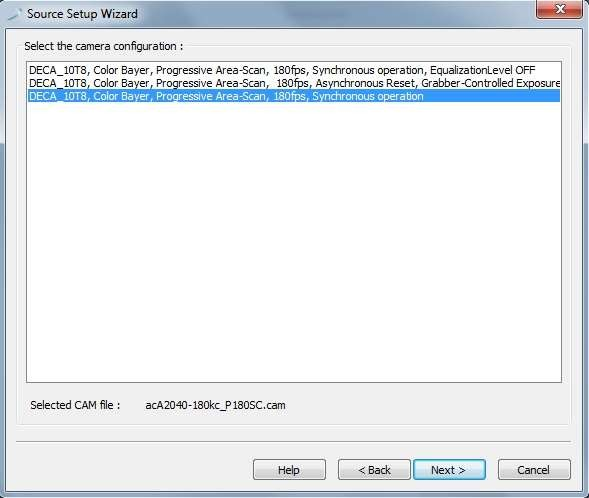 Source Setup Wizard
Select the camera configuration :
DECA_10T8, Color Bayer, Progressive Area-Scan, 180fps, Synchronous operation, EqualizationLevel OFF
DECA_10T8, Color Bayer, Progressive Area-Scan,  180fps, Asynchronous Reset, Grabber-Controlled Exposure
DECA_10T8, Color Bayer, Progressive Area-Scan, 180fps, Synchronous operation
Selected CAM file : acA2040-180kc_P180SC.cam
Help < Back Next > Cancel